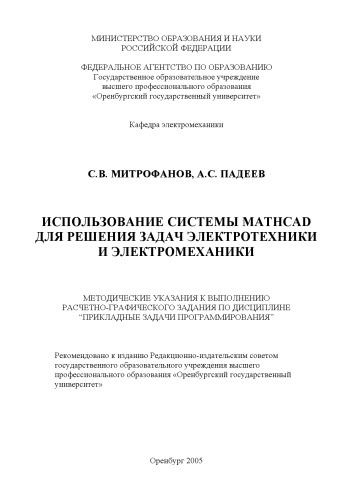 МИНИСТЕРСТВО ОБРАЗОВАНИЯ И НАУКИ
РОССИЙСКОЙ ФЕДЕРАЦИИ
ФЕДЕРАЛЬНОЕ АГЕНТСТВО ПО ОБРАЗОВАНИЮ
Государственное образовательное учреждение
высшего профессионального образования
«Оренбургский государственный университет»
Кафедра электромеханики
С.В. МИТРОФАНОВ, А.С. ПАДЕЕВ
ИСПОЛЬЗОВАНИЕ СИСТЕМЫ MATHCAD
ДЛЯ РЕШЕНИЯ ЗАДАЧ ЭЛЕКТРОТЕХНИКИ
И ЭЛЕКТРОМЕХАНИКИ
МЕТОДИЧЕСКИЕ УКАЗАНИЯ К ВЫПОЛНЕНИЮ
РАСЧЕТНО-ГРАФИЧЕСКОГО ЗАДАНИЯ ПО ДИСЦИПЛИНЕ
“ПРИКЛАДНЫЕ ЗАДАЧИ ПРОГРАММИРОВАНИЯ”
Рекомендовано к изданию Редакционно-издательским советом
государственного образовательного учреждения высшего
профессионального образования «Оренбургский государственный
университет»
Оренбург 2005